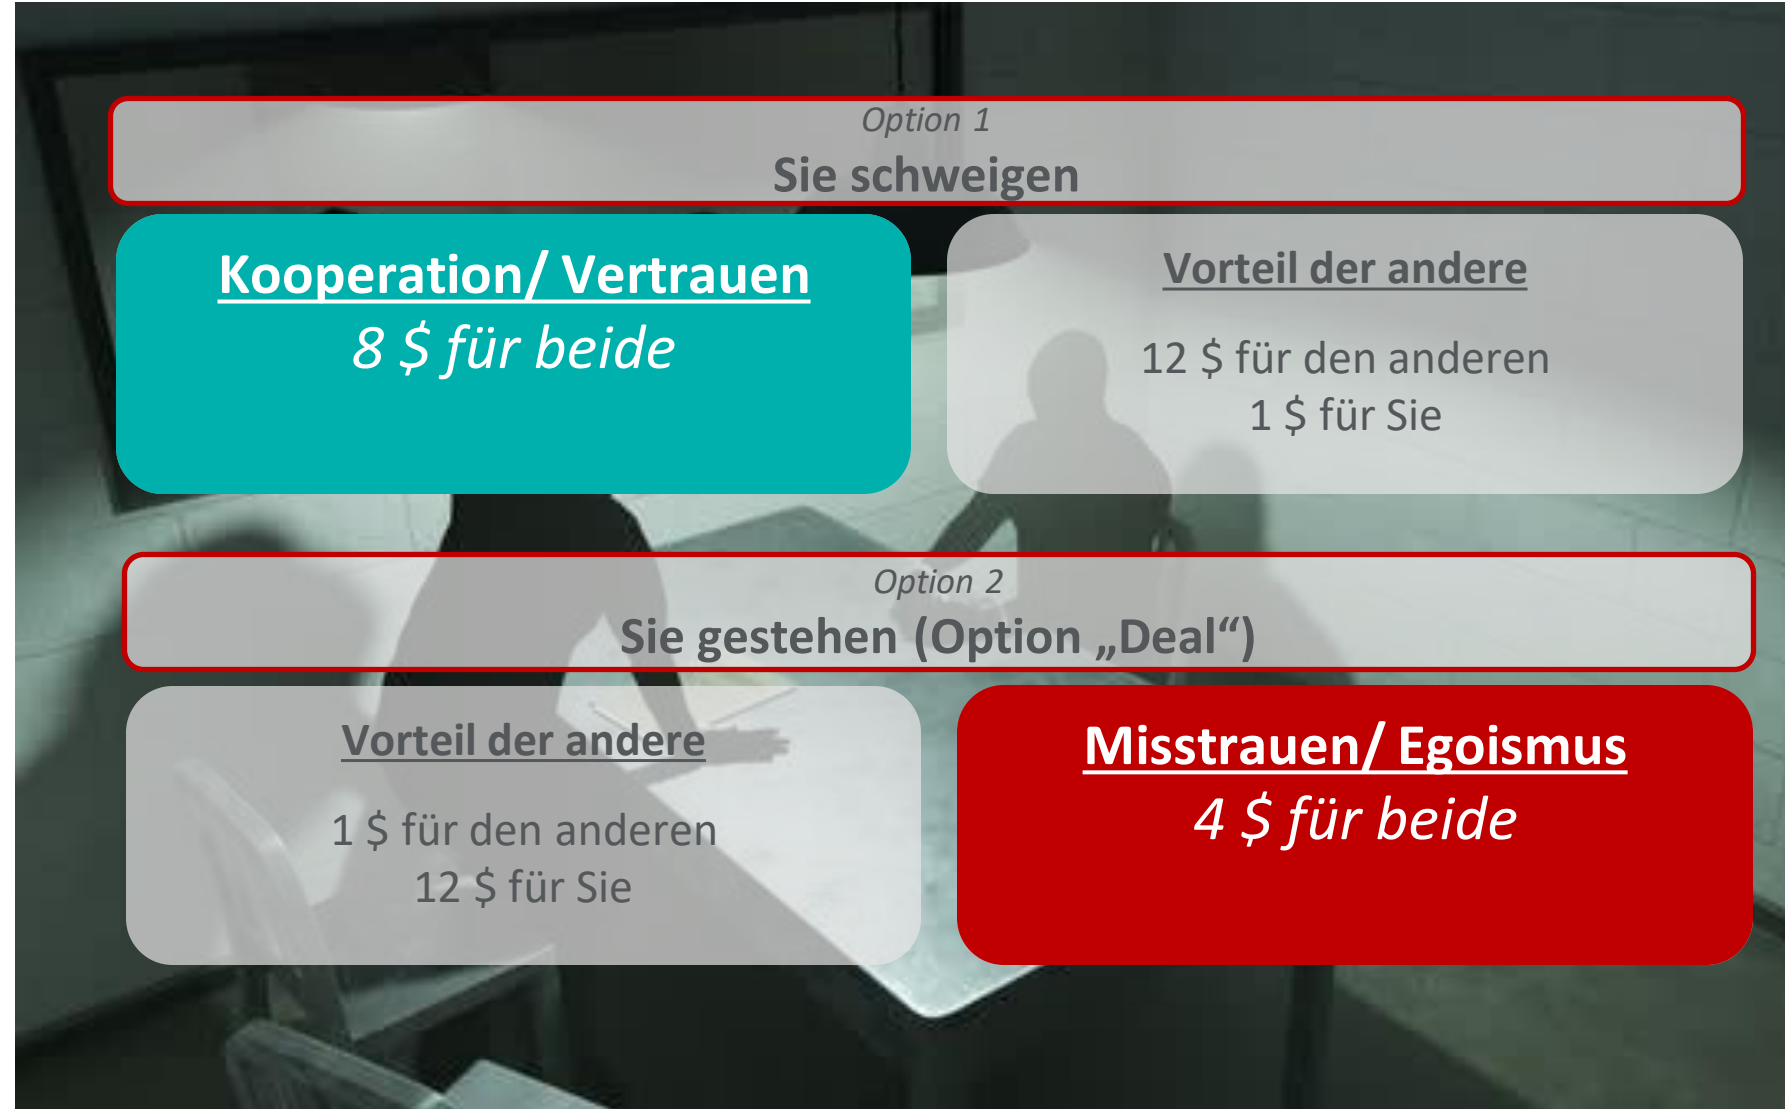 Option 1
Sie schweigen
Kooperation/ Vertrauen
8 $ für beide
Vorteil der andere
12 $ für den anderen
1 $ für Sie
Option 2
Sie gestehen (Option „Deal“)
Vorteil der andere
1 $ für den anderen
12 $ für Sie
Misstrauen/ Egoismus
4 $ für beide